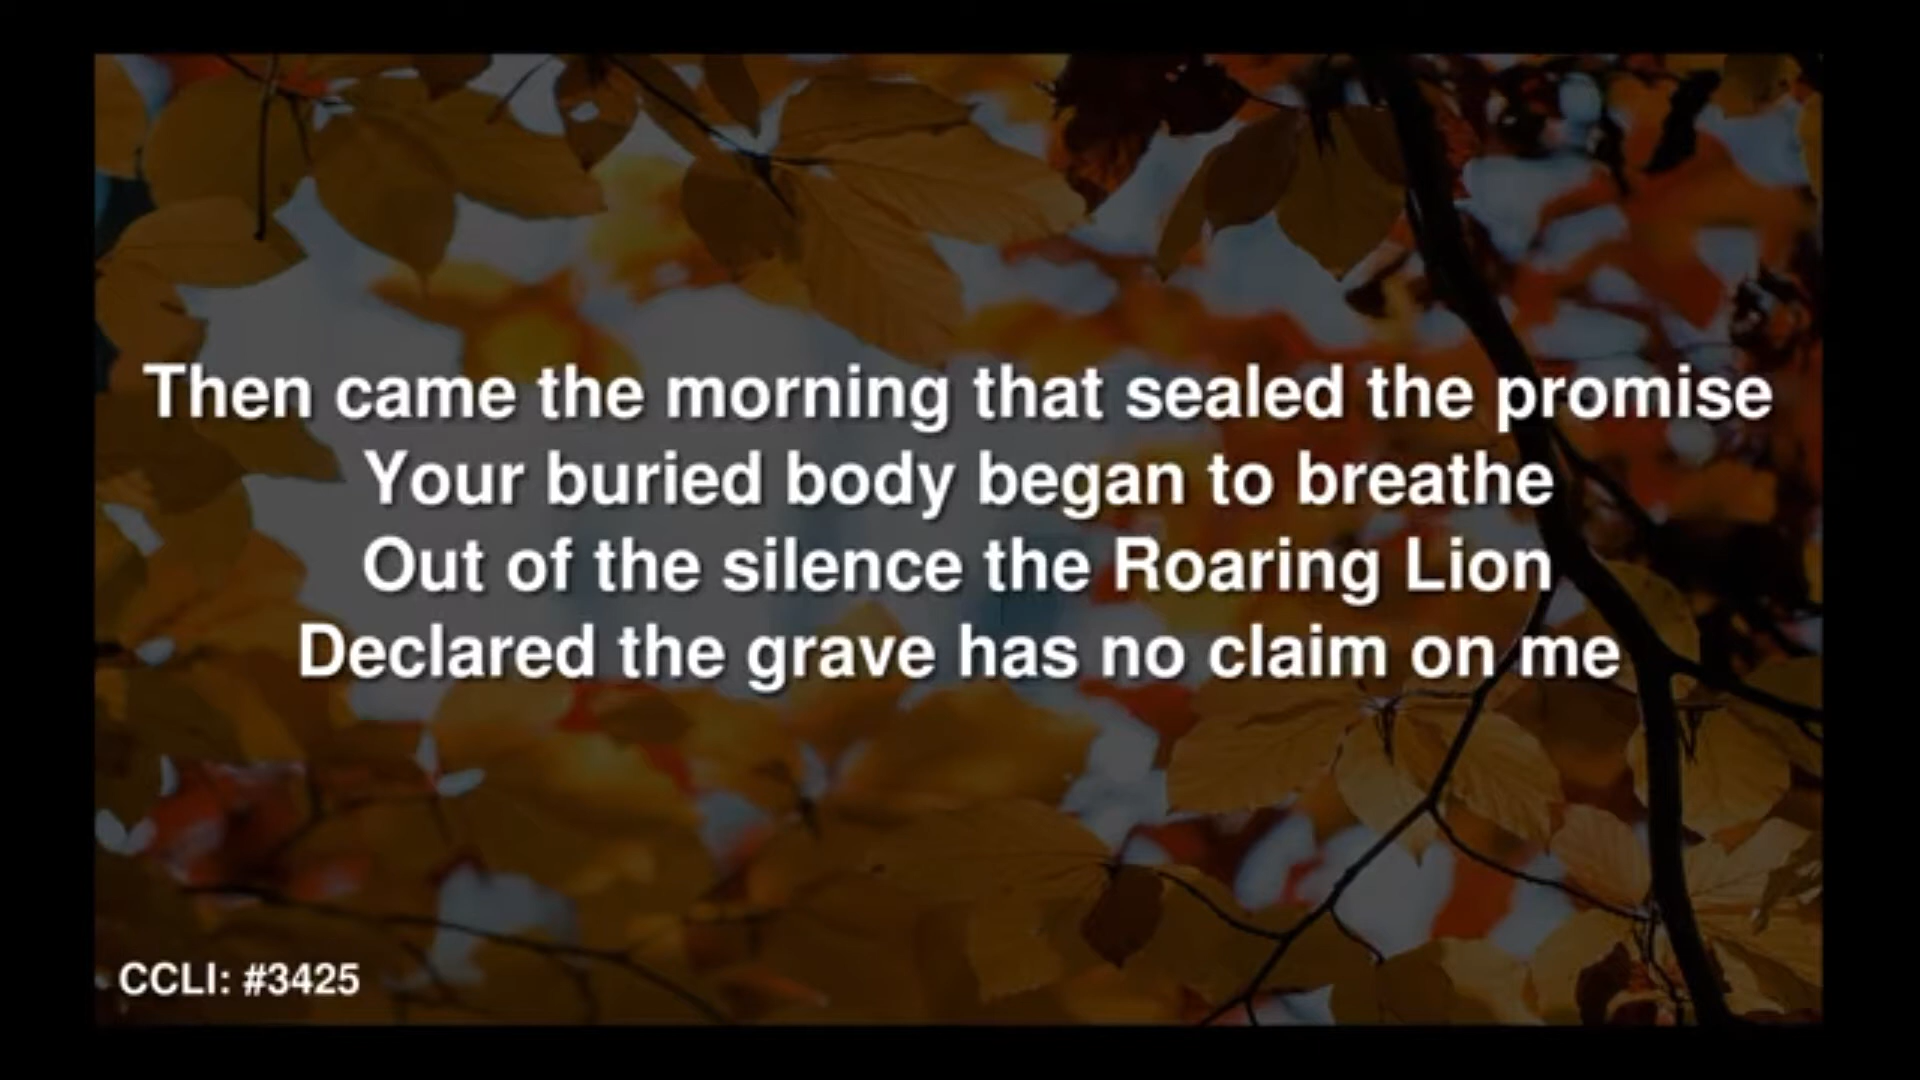 Then came the morning that sealed the promise
Your buried body began to breathe
Out of the silence the Roaring Lion
Declared the grave has no claim on me
CCLI: #3425